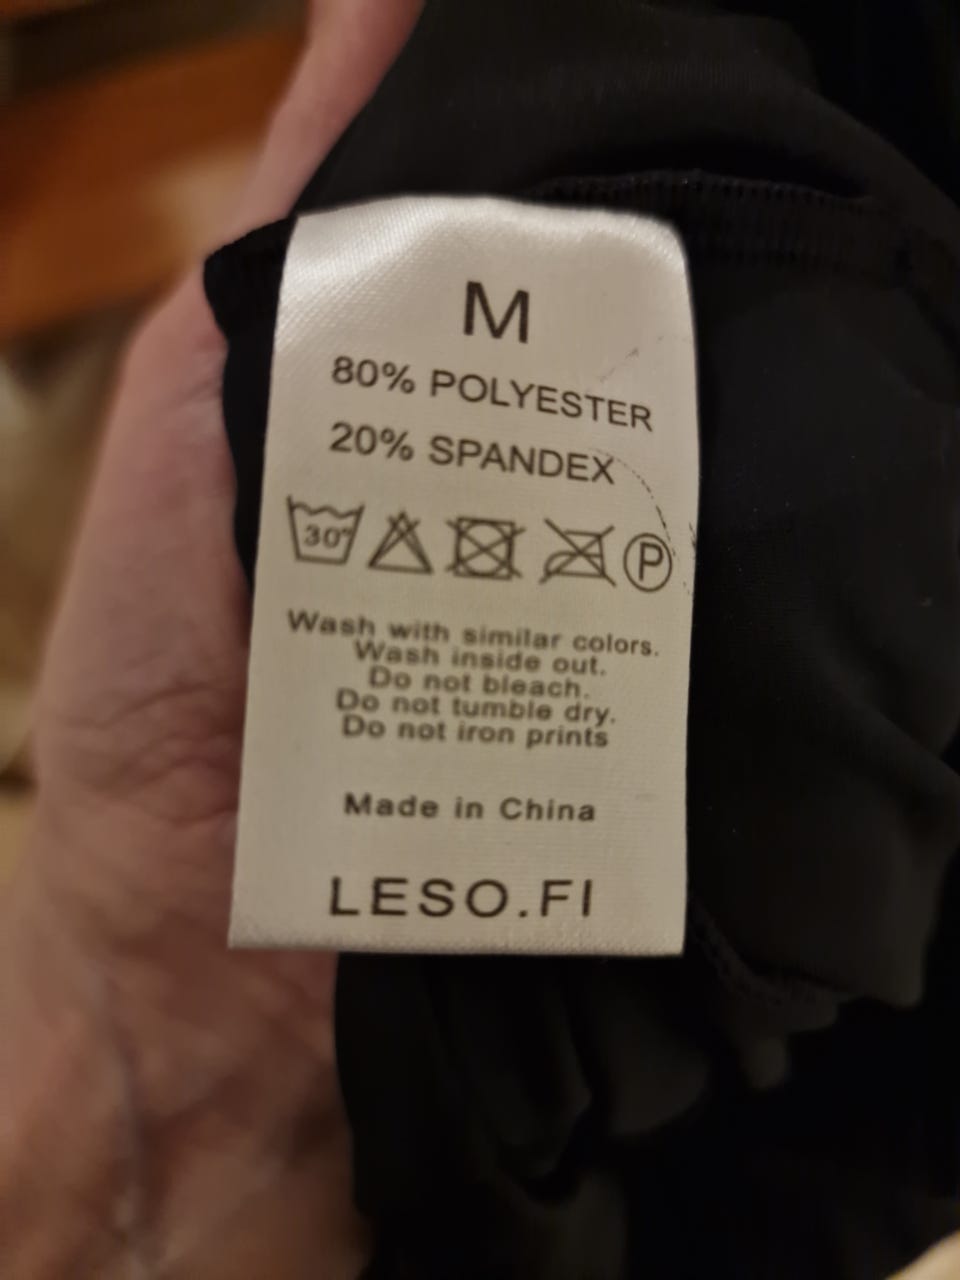 M
80% POLYESTER
20% SPANDEX
30° P
Wash with similar colors.
Wash inside out.
Do not bleach.
Do not tumble dry.
Do not iron prints
Made in China
LESO.FI